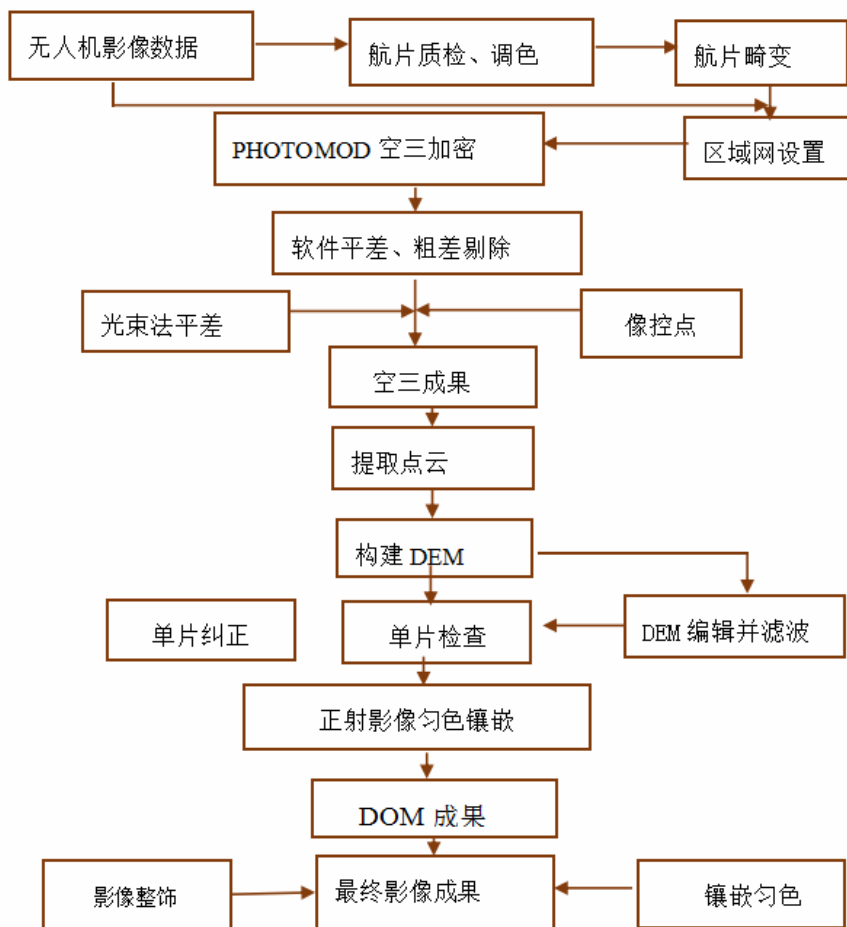 无人机影像数据
航片质检、调色
航片畸变
PHOTOMOD 空三加密
区域网设置
软件平差、粗差剔除
光束法平差
像控点
空三成果
提取点云
构建 DEM
单片纠正
单片检查
DEM 编辑并滤波
正射影像匀色镶嵌
DOM 成果
影像整饰
最终影像成果
镶嵌匀色